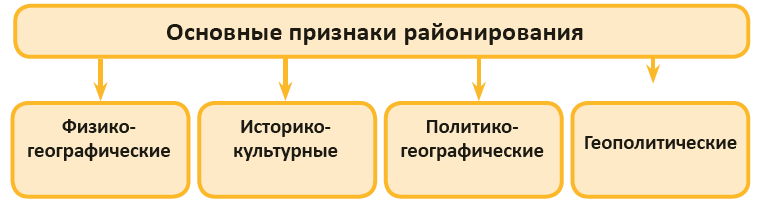 Основные признаки районирования
Физико-
географические
Историко-
культурные
Политико-
географические
Геополитические